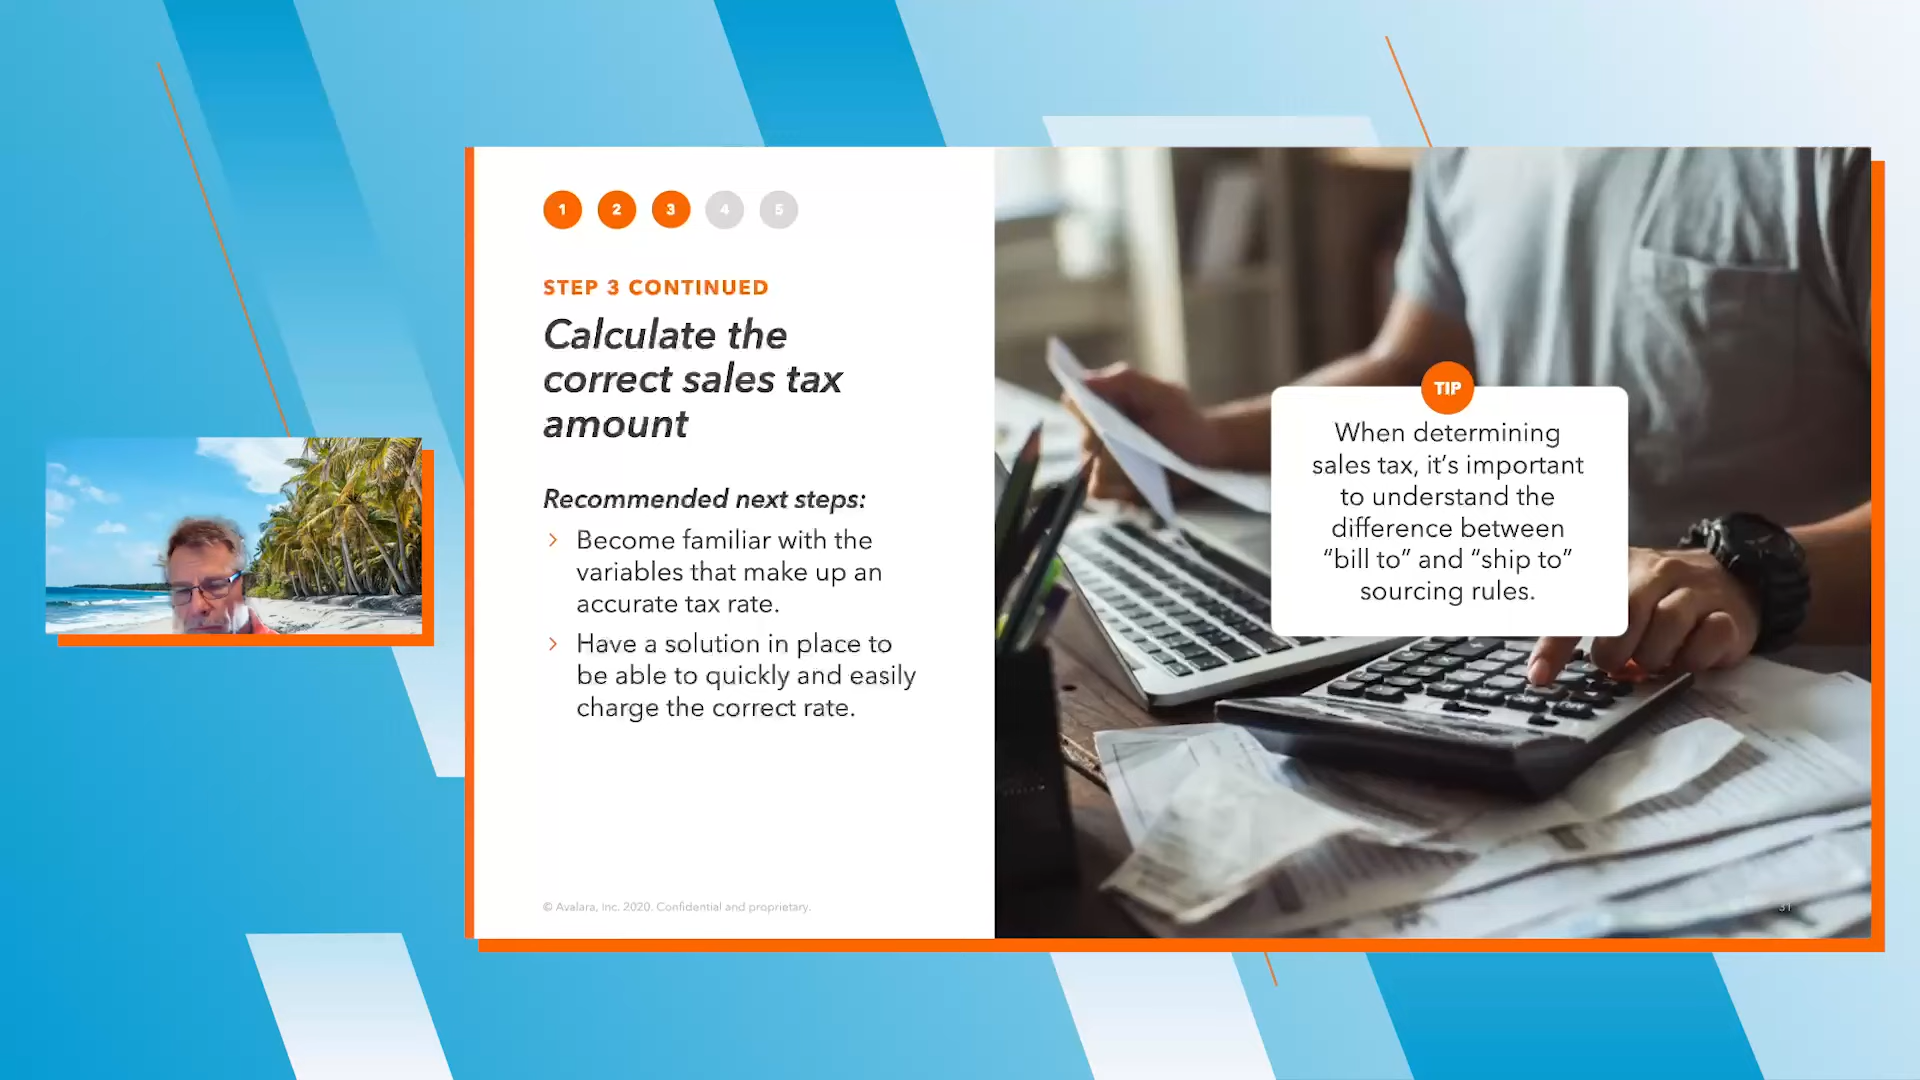 1 2 3 4 5
STEP 3 CONTINUED
Calculate the
correct sales tax
amount
Recommended next steps:
Become familiar with the
variables that make up an
accurate tax rate.
Have a solution in place to
be able to quickly and easily
charge the correct rate.
© Avalara, Inc. 2020. Confidential and proprietary.
TIP
When determining
sales tax, it’s important
to understand the
difference between
“bill to” and “ship to”
sourcing rules.
31